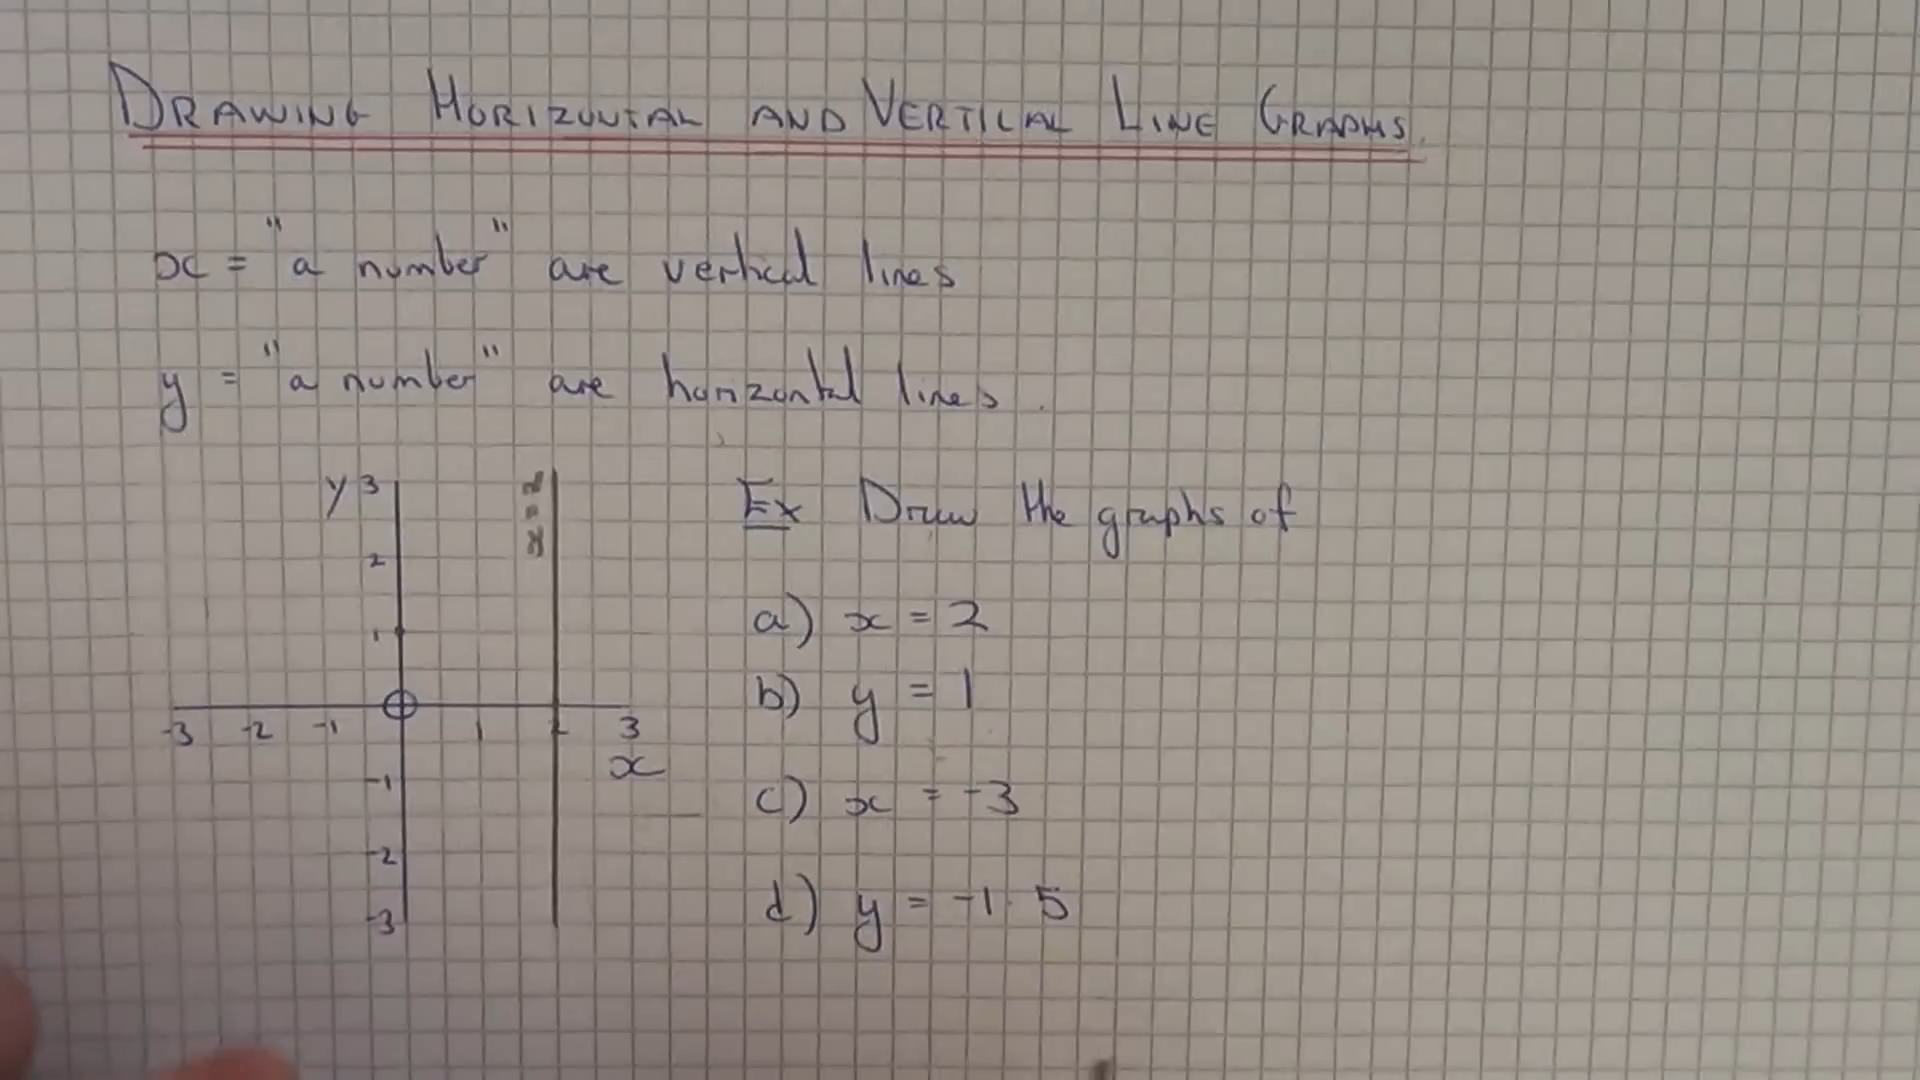 DRAWING HORIZONTAL AND VERTICAL LINE GRAPHS.
x = "a number" are vertical lines
y = "a number" are horizontal lines.
y 3
2
1
-3 -2 -1 1 2 3
x
-1
-2
-3
x=2
Ex Draw the graphs of
a) x = 2
b) y = 1
c) x = -3
d) y = -1.5